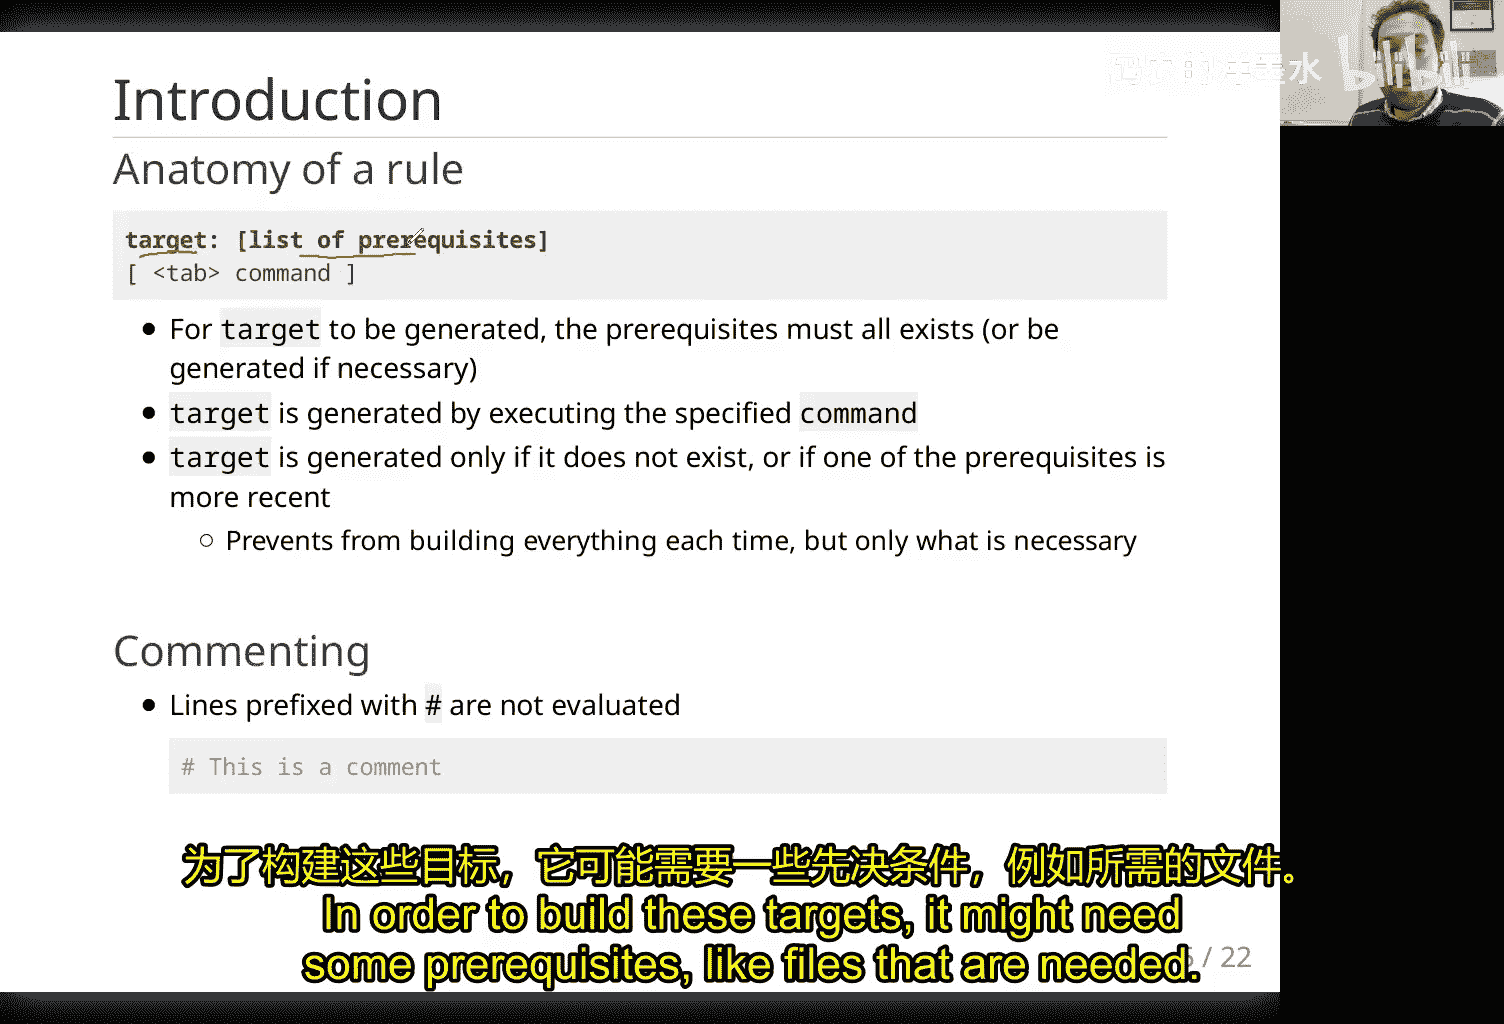 Introduction
Anatomy of a rule
target: [list of prerequisites]
[ <tab> command ]
For target to be generated, the prerequisites must all exists (or be
generated if necessary)
target is generated by executing the specified command
target is generated only if it does not exist, or if one of the prerequisites is
more recent
Prevents from building everything each time, but only what is necessary
Commenting
Lines prefixed with # are not evaluated
# This is a comment
为了构建这些目标，它可能需要一些先决条件，例如所需的文件。
In order to build these targets, it might need
some prerequisites, like files that are needed.
/ 22
bilibili